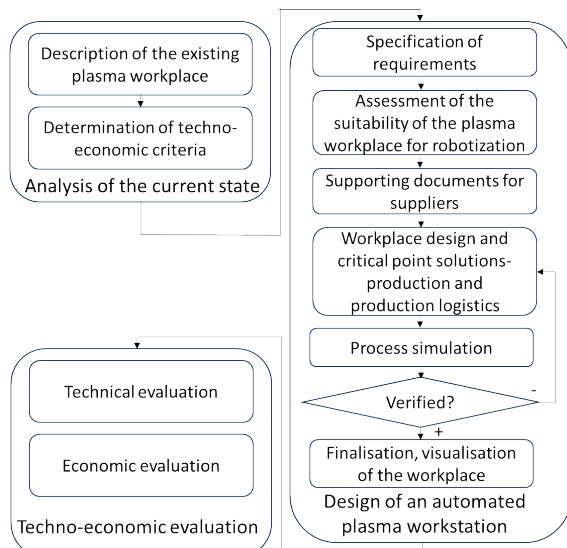 Description of the existing
plasma workplace
Determination of techno-
economic criteria
Analysis of the current state
Specification of
requirements
Assessment of the
suitability of the plasma
workplace for robotization
Supporting documents for
suppliers
Workplace design and
critical point solutions-
production and
production logistics
Process simulation
Verified?
-
+
Finalisation, visualisation
of the workplace
Design of an automated
plasma workstation
Technical evaluation
Economic evaluation
Techno-economic evaluation